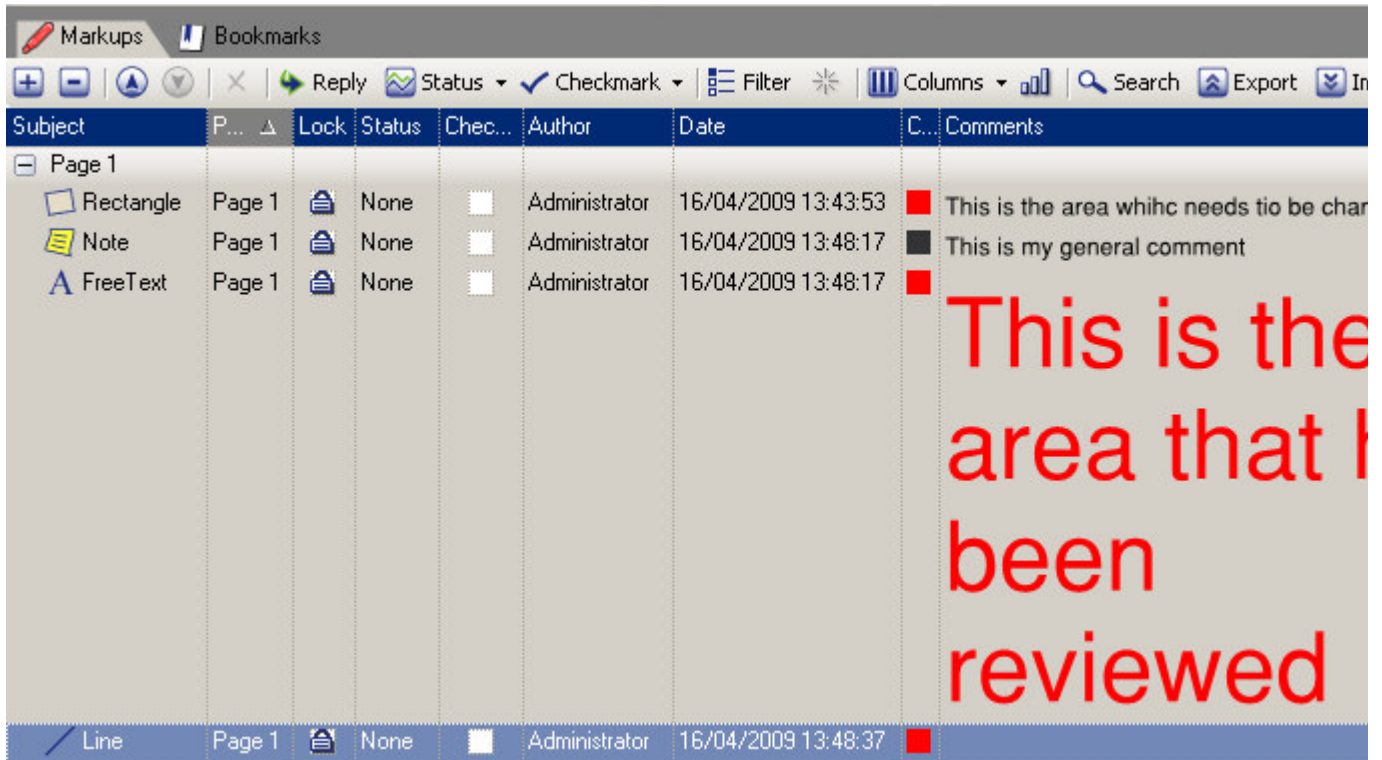 Markups Bookmarks
Reply Status Checkmark Filter Columns Search Export
Subject P... Lock Status Chec... Author Date C... Comments
Page 1
Rectangle Page 1 None Administrator 16/04/2009 13:43:53 This is the area whihc needs tio be
Note Page 1 None Administrator 16/04/2009 13:48:17 This is my general comment
FreeText Page 1 None Administrator 16/04/2009 13:48:17
This is the
area that
been
reviewed
Line Page 1 None Administrator 16/04/2009 13:48:37